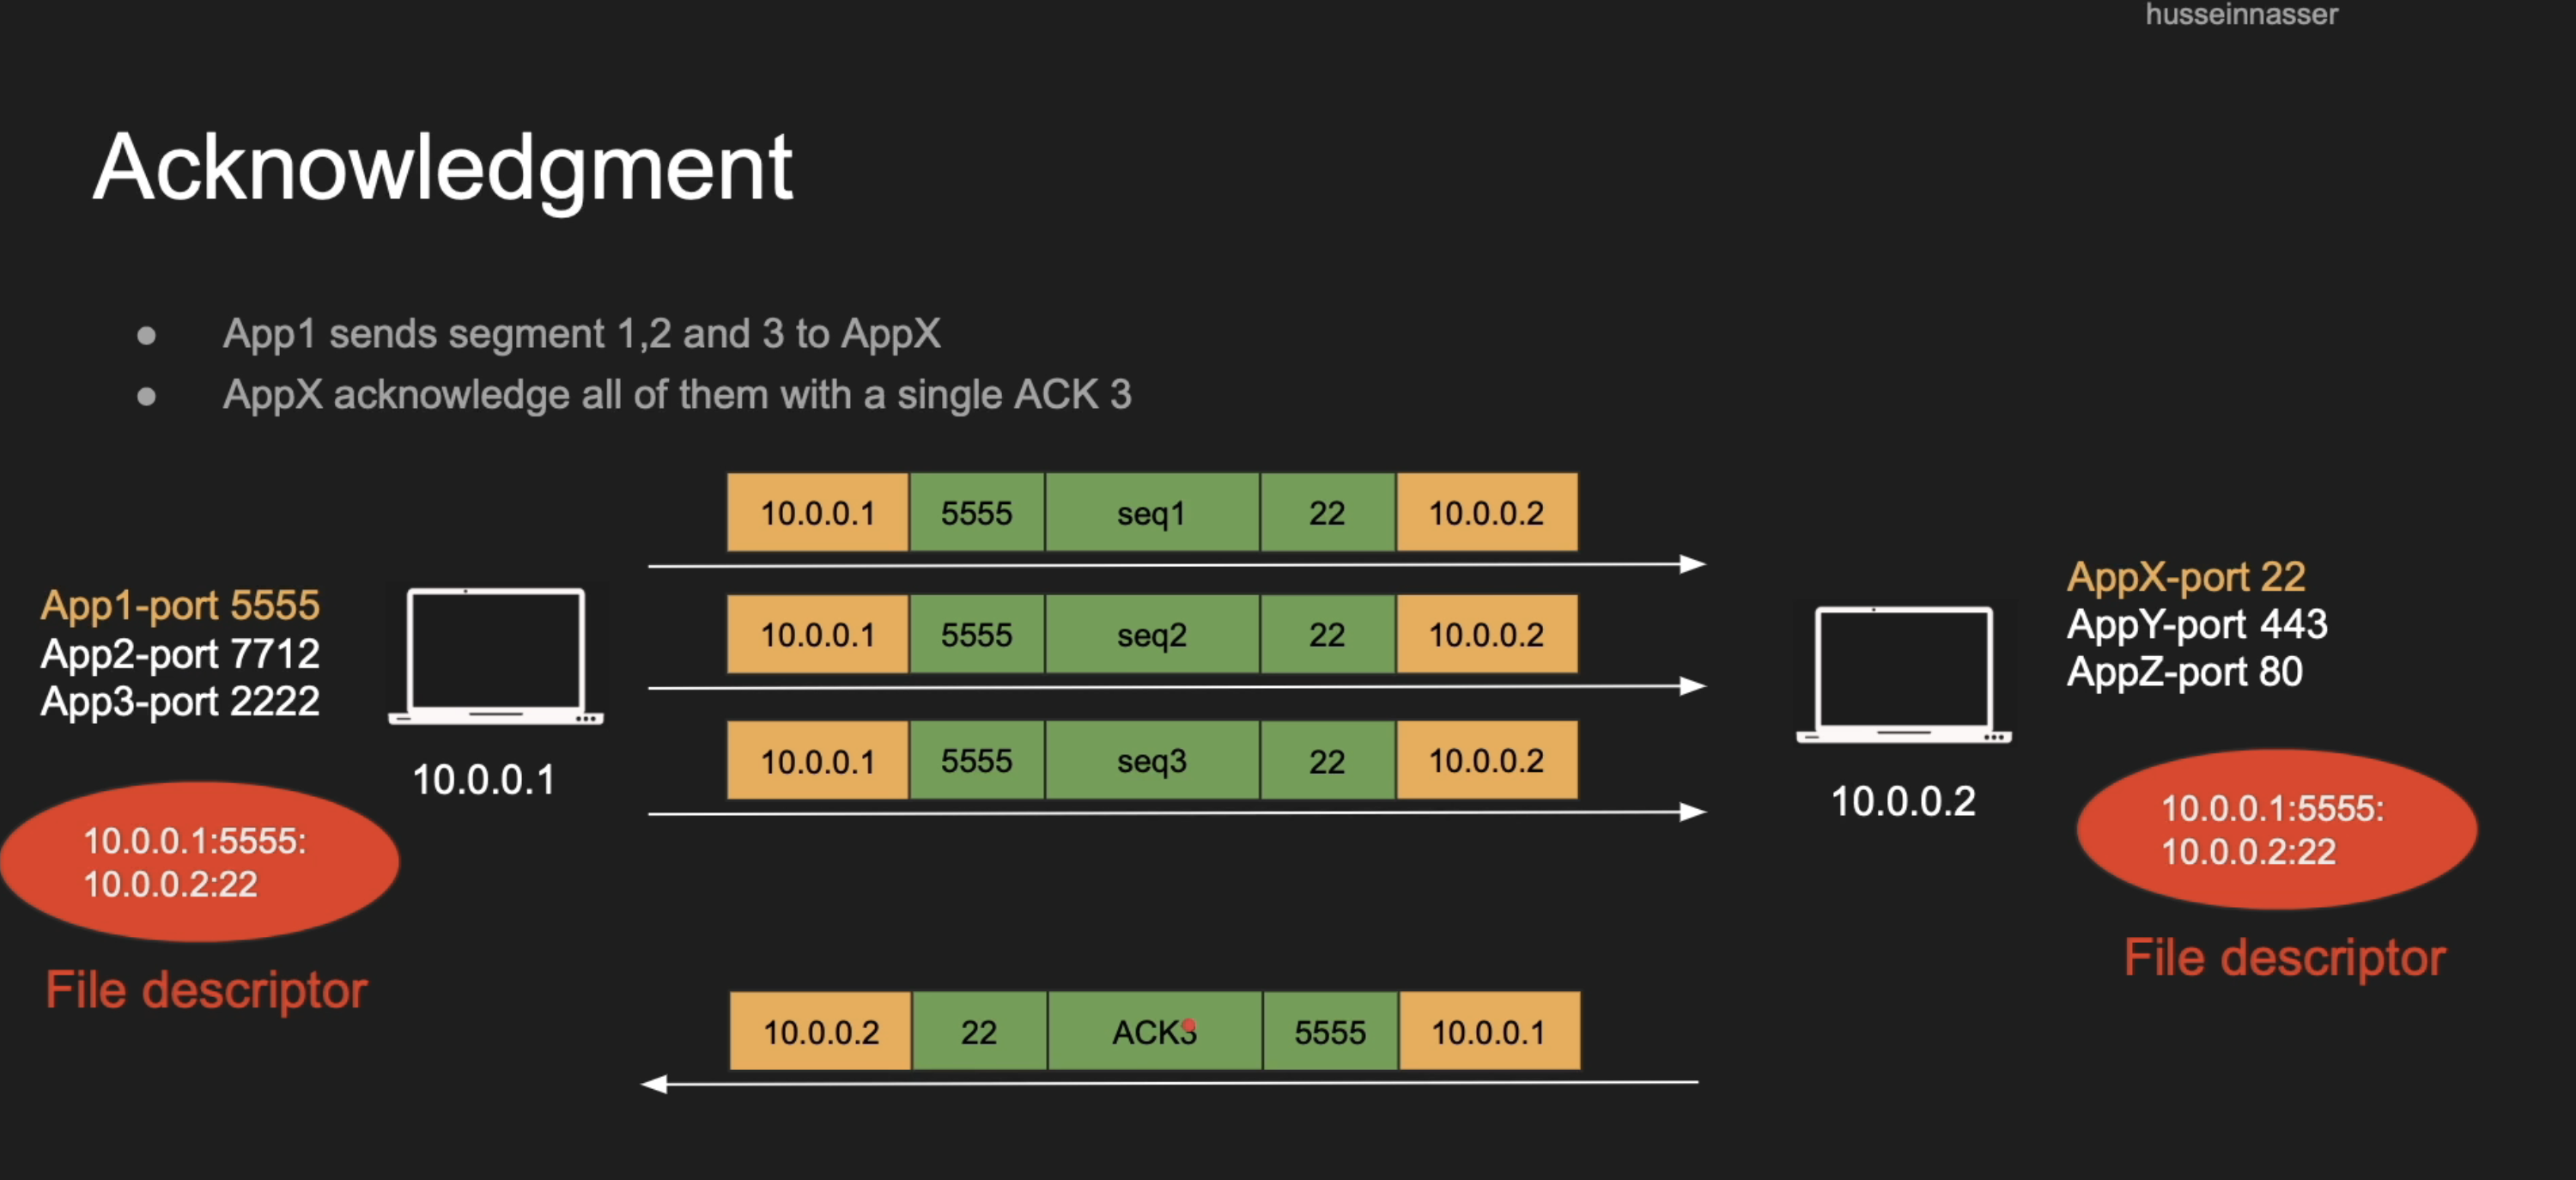 husseinnasser
Acknowledgment
● App1 sends segment 1,2 and 3 to AppX
● AppX acknowledge all of them with a single ACK 3
10.0.0.1 5555 seq1 22 10.0.0.2
10.0.0.1 5555 seq2 22 10.0.0.2
10.0.0.1 5555 seq3 22 10.0.0.2
App1-port 5555
App2-port 7712
App3-port 2222
10.0.0.1
10.0.0.1:5555:
10.0.0.2:22
File descriptor
AppX-port 22
AppY-port 443
AppZ-port 80
10.0.0.2
10.0.0.1:5555:
10.0.0.2:22
File descriptor
10.0.0.2 22 ACK3 5555 10.0.0.1